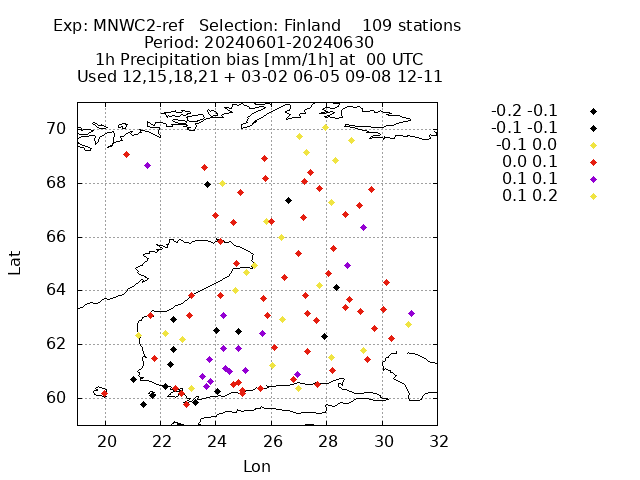 Exp: MNWC2-ref   Selection: Finland    109 stations
Period: 20240601-20240630
1h Precipitation bias [mm/1h] at  00 UTC
Used 12,15,18,21 + 03-02 06-05 09-08 12-11
-0.2 -0.1
-0.1 -0.1
-0.1 0.0
0.0 0.1
0.1 0.1
0.1 0.2
70
68
66
64
62
60
Lat
20 22 24 26 28 30 32
Lon